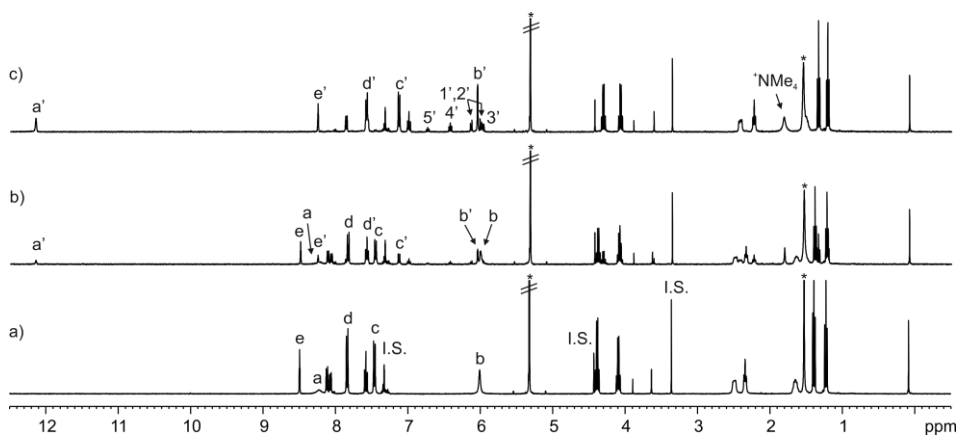 *
c)
a' e' d' c' b' 1',2' 5' 4' 3' ⁺NMe₄ *
*
b)
a' e a e' d d' c c' b' b *
*
a)
e a d c I.S. b I.S. I.S. *
12 11 10 9 8 7 6 5 4 3 2 1 ppm